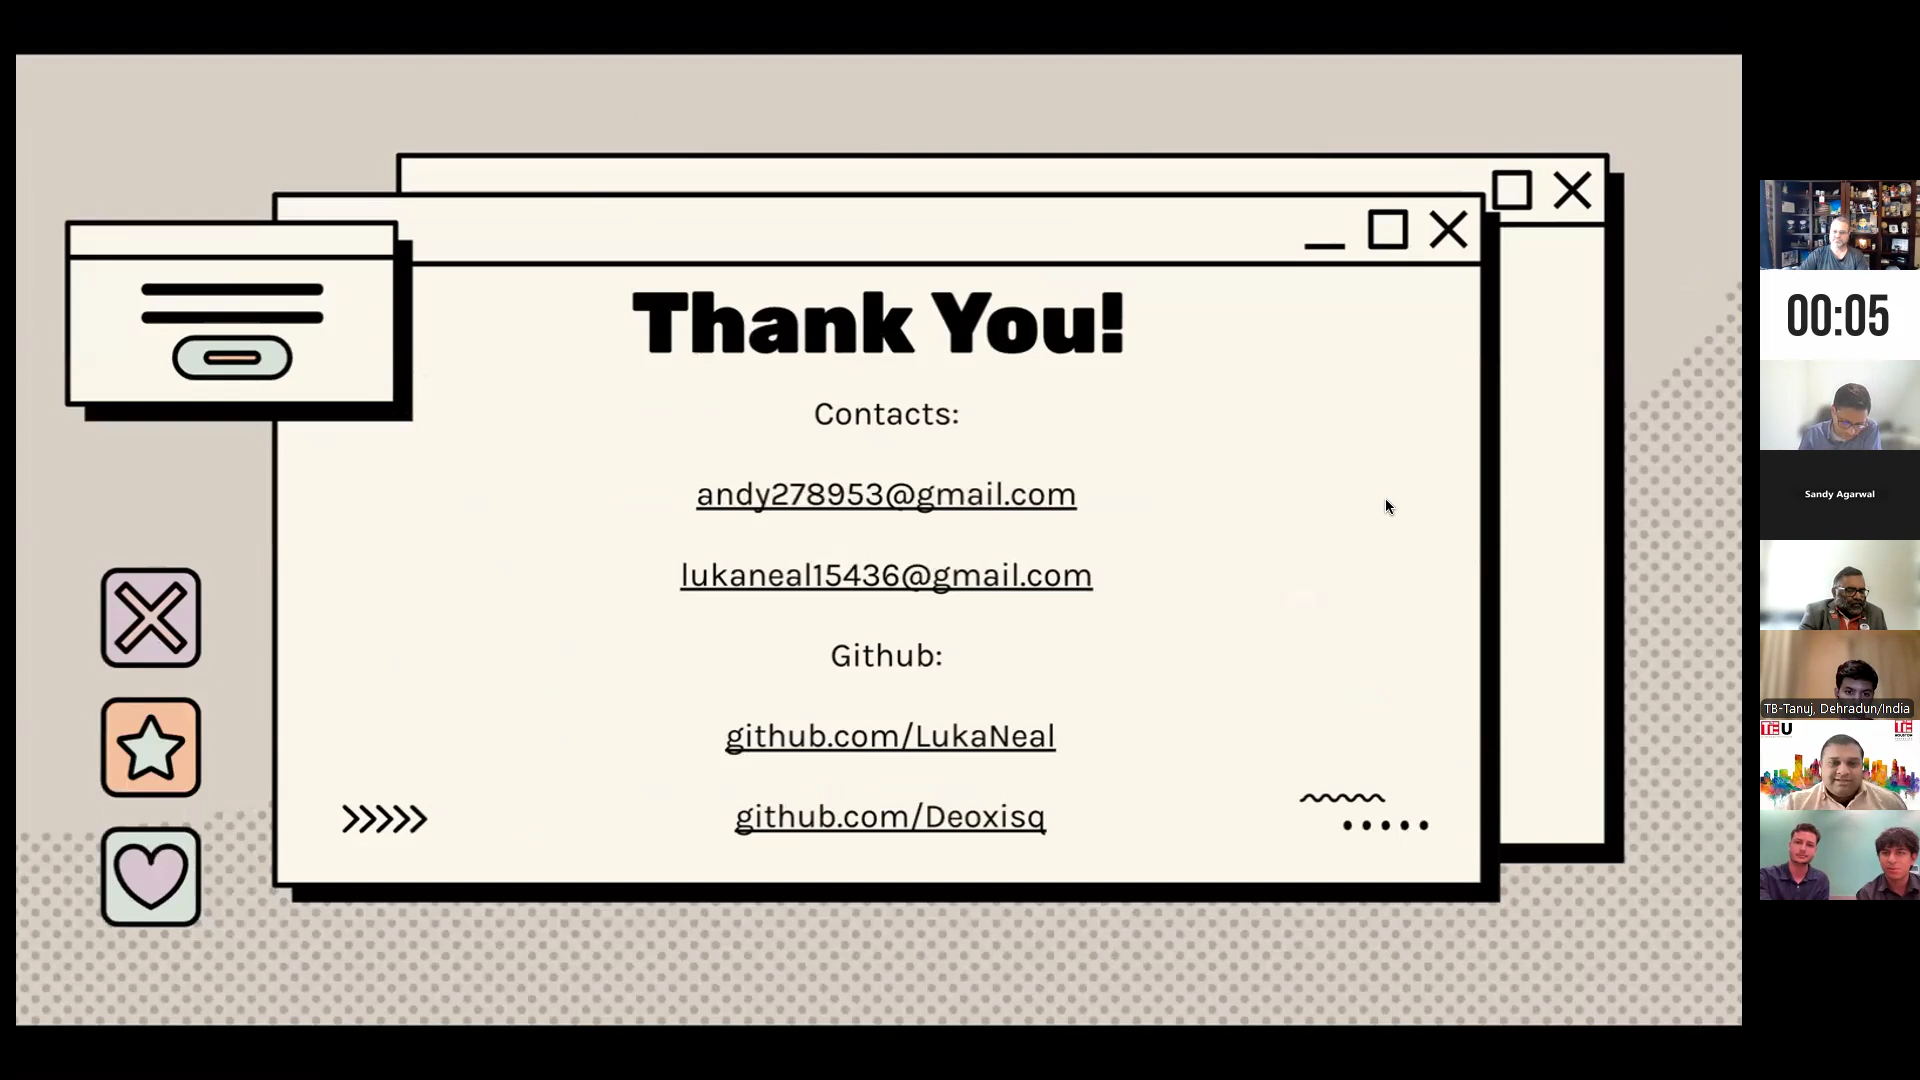 Thank You!
Contacts:
andy278953@gmail.com
lukaneal15436@gmail.com
Github:
github.com/LukaNeal
github.com/Deoxisq
00:05
Sandy Agarwal
TB-Tanuj, Dehradun/India
U
HOUSTON